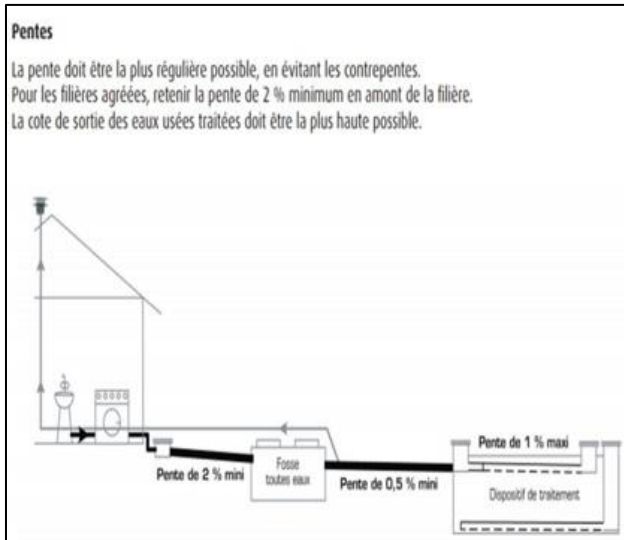 Pentes
La pente doit être la plus régulière possible, en évitant les contrepentes.
Pour les filières agréées, retenir la pente de 2 % minimum en amont de la filière.
La cote de sortie des eaux usées traitées doit être la plus haute possible.
Pente de 1 % maxi
Pente de 2 % mini
Fosse
toutes eaux
Pente de 0,5 % mini
Dispositif de traitement